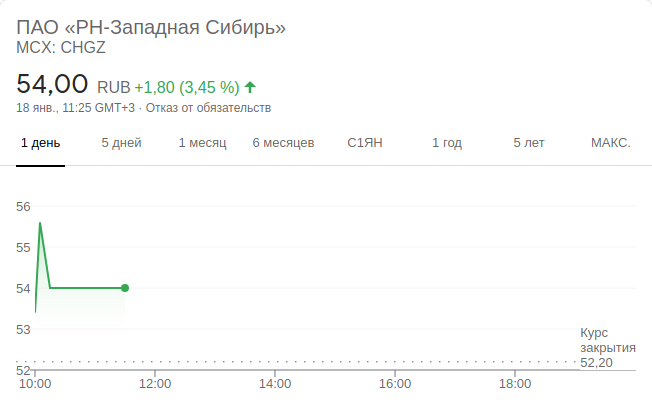 ПАО «РН-Западная Сибирь»
MCX: CHGZ
54,00 RUB +1,80 (3,45 %)
18 янв., 11:25 GMT+3 · Отказ от обязательств
1 день 5 дней 1 месяц 6 месяцев С1ЯН 1 год 5 лет МАКС.
56
55
54
53
Курс
закрытия
52,20
52
10:00 12:00 14:00 16:00 18:00